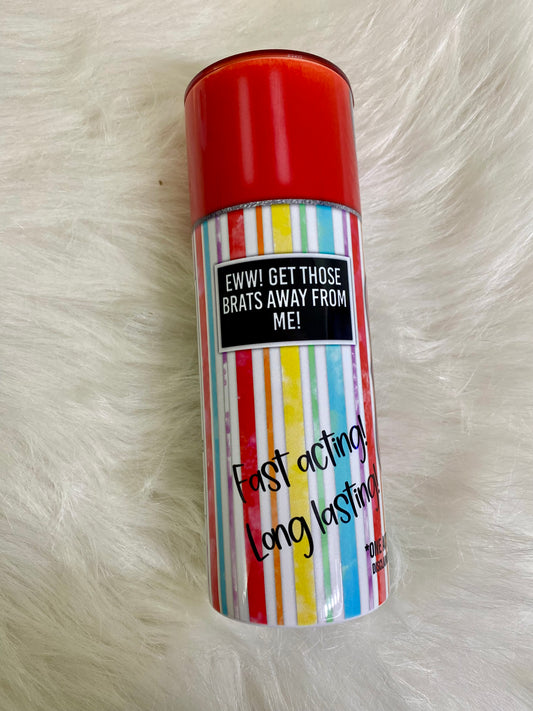 EWW! GET THOSE
BRATS AWAY FROM
ME!
Fast acting!
Long lasting!